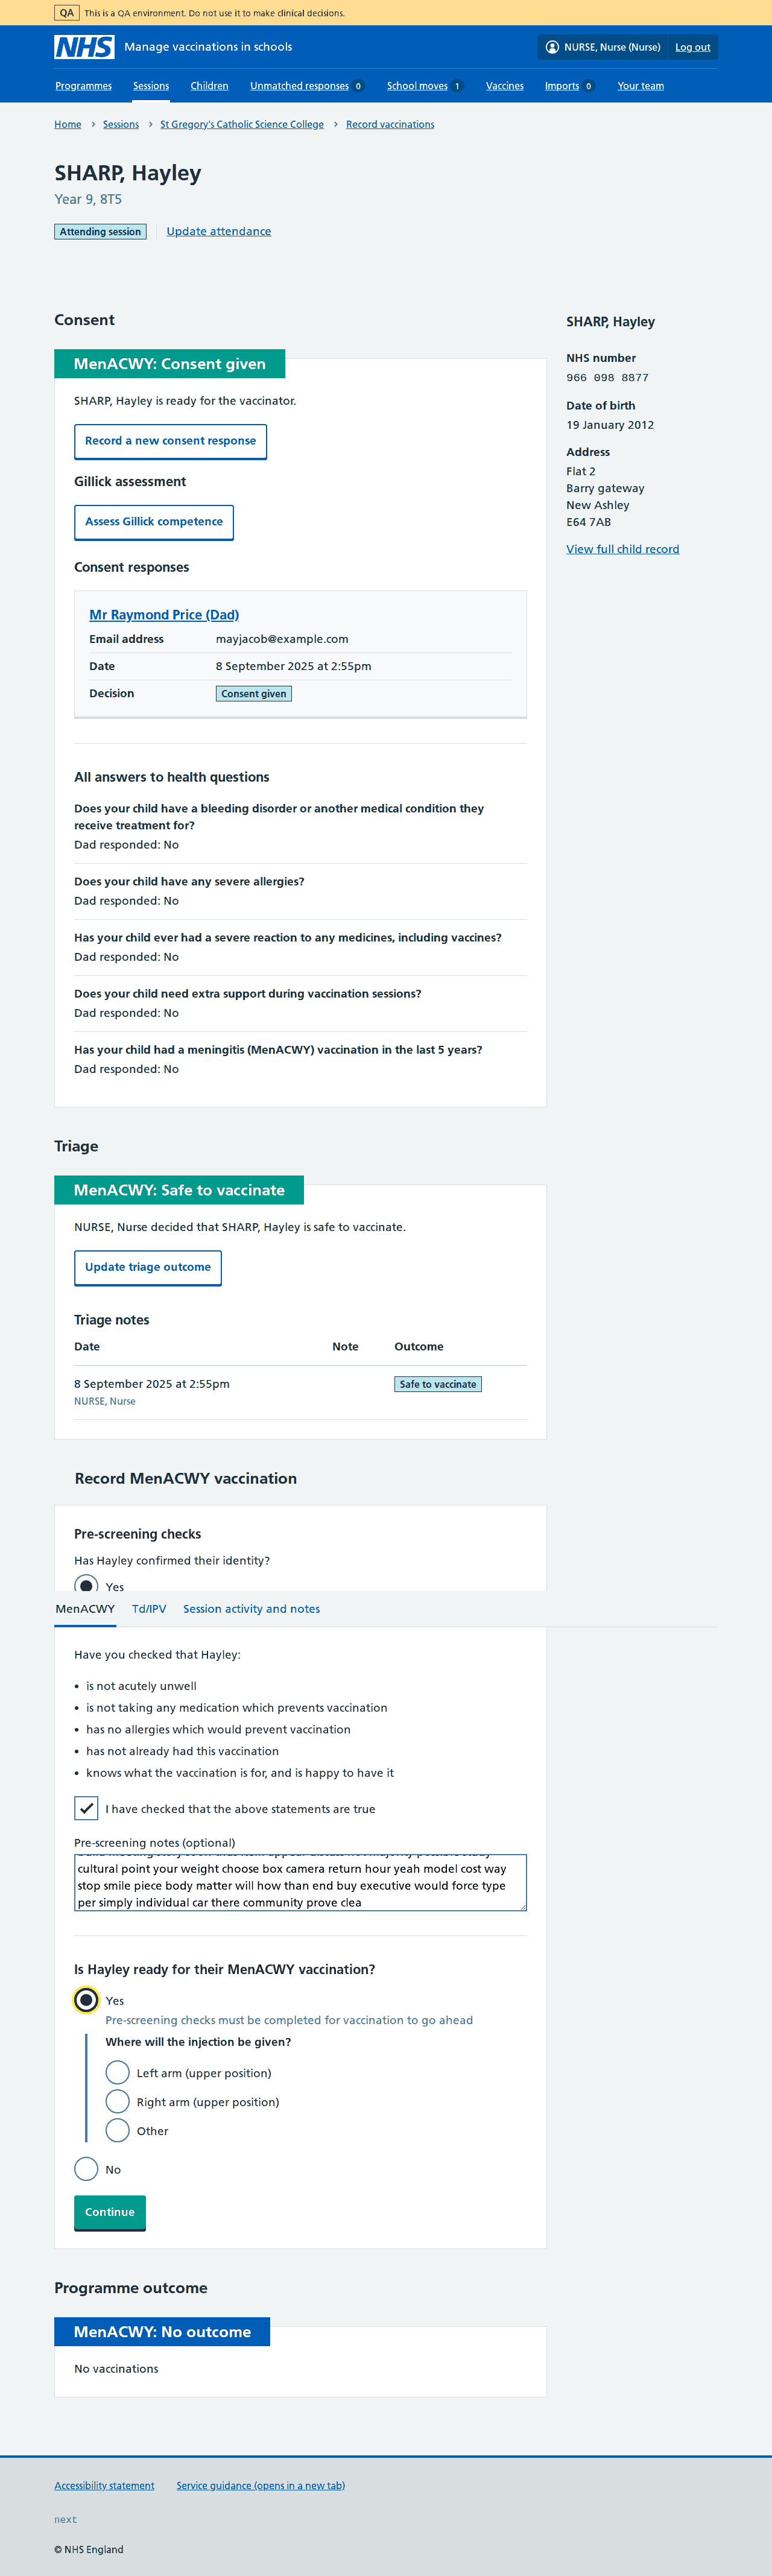 QA This is a QA environment. Do not use it to make clinical decisions.
NHS Manage vaccinations in schools NURSE, Nurse (Nurse) Log out
Programmes Sessions Children Unmatched responses 0 School moves 1 Vaccines Imports 0 Your team
Home Sessions St Gregory's Catholic Science College Record vaccinations
SHARP, Hayley
Year 9, 8T5
Attending session Update attendance
Consent
MenACWY: Consent given
SHARP, Hayley is ready for the vaccinator.
Record a new consent response
Gillick assessment
Assess Gillick competence
Consent responses
Mr Raymond Price (Dad)
Email address mayjacob@example.com
Date 8 September 2025 at 2:55pm
Decision Consent given
All answers to health questions
Does your child have a bleeding disorder or another medical condition they
receive treatment for?
Dad responded: No
Does your child have any severe allergies?
Dad responded: No
Has your child ever had a severe reaction to any medicines, including vaccines?
Dad responded: No
Does your child need extra support during vaccination sessions?
Dad responded: No
Has your child had a meningitis (MenACWY) vaccination in the last 5 years?
Dad responded: No
SHARP, Hayley
NHS number
966 098 8877
Date of birth
19 January 2012
Address
Flat 2
Barry gateway
New Ashley
E64 7AB
View full child record
Triage
MenACWY: Safe to vaccinate
NURSE, Nurse decided that SHARP, Hayley is safe to vaccinate.
Update triage outcome
Triage notes
Date Note Outcome
8 September 2025 at 2:55pm Safe to vaccinate
NURSE, Nurse
Record MenACWY vaccination
Pre-screening checks
Has Hayley confirmed their identity?
Yes
MenACWY Td/IPV Session activity and notes
Have you checked that Hayley:
is not acutely unwell
is not taking any medication which prevents vaccination
has no allergies which would prevent vaccination
has not already had this vaccination
knows what the vaccination is for, and is happy to have it
I have checked that the above statements are true
Pre-screening notes (optional)
cultural point your weight choose box camera return hour yeah model cost way
stop smile piece body matter will how than end buy executive would force type
per simply individual car there community prove clea
Is Hayley ready for their MenACWY vaccination?
Yes
Pre-screening checks must be completed for vaccination to go ahead
Where will the injection be given?
Left arm (upper position)
Right arm (upper position)
Other
No
Continue
Programme outcome
MenACWY: No outcome
No vaccinations
Accessibility statement Service guidance (opens in a new tab)
next
© NHS England